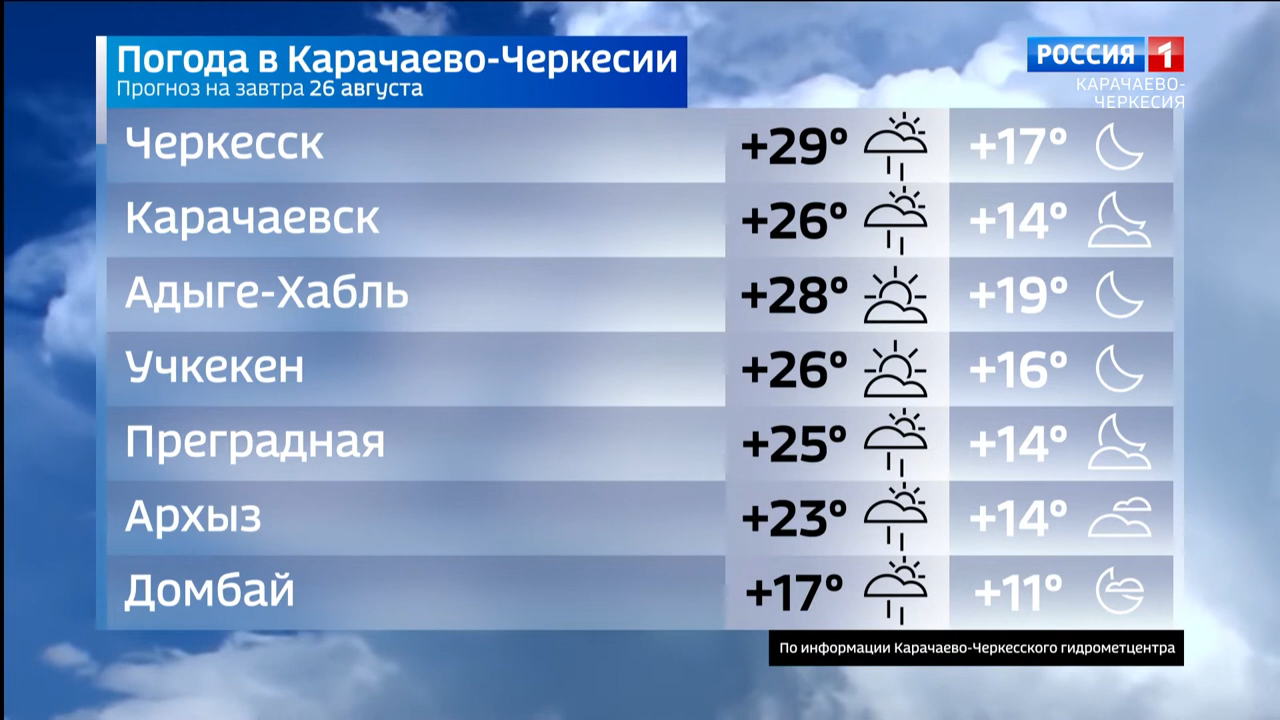 Погода в Карачаево-Черкесии
Прогноз на завтра 26 августа
РОССИЯ 1
КАРАЧАЕВО-
ЧЕРКЕСИЯ
Черкесск +29° +17°
Карачаевск +26° +14°
Адыге-Хабль +28° +19°
Учкекен +26° +16°
Преградная +25° +14°
Архыз +23° +14°
Домбай +17° +11°
По информации Карачаево-Черкесского гидрометцентра